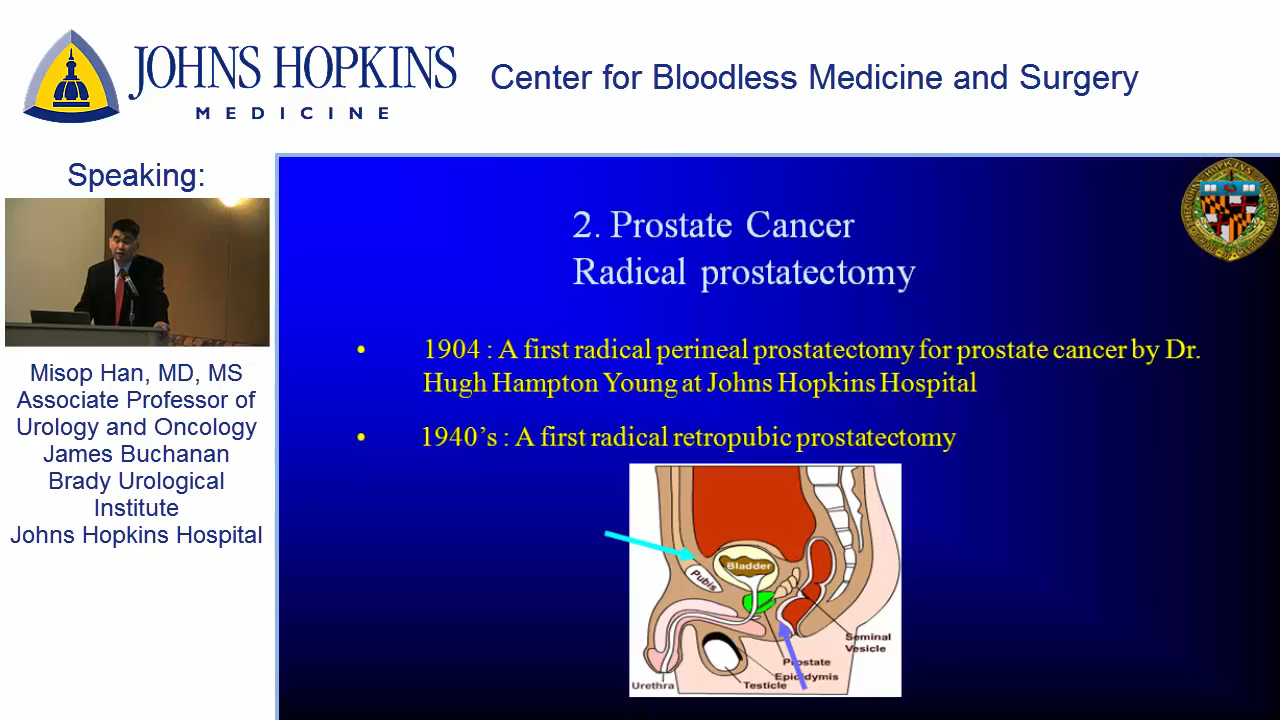 JOHNS HOPKINS
MEDICINE
Center for Bloodless Medicine and Surgery
Speaking:
Misop Han, MD, MS
Associate Professor of
Urology and Oncology
James Buchanan
Brady Urological
Institute
Johns Hopkins Hospital
2. Prostate Cancer
Radical prostatectomy
• 1904 : A first radical perineal prostatectomy for prostate cancer by Dr.
Hugh Hampton Young at Johns Hopkins Hospital
• 1940’s : A first radical retropubic prostatectomy
Bladder
Pubis
Seminal
Vesicle
Prostate
Epididymis
Testicle
Urethra